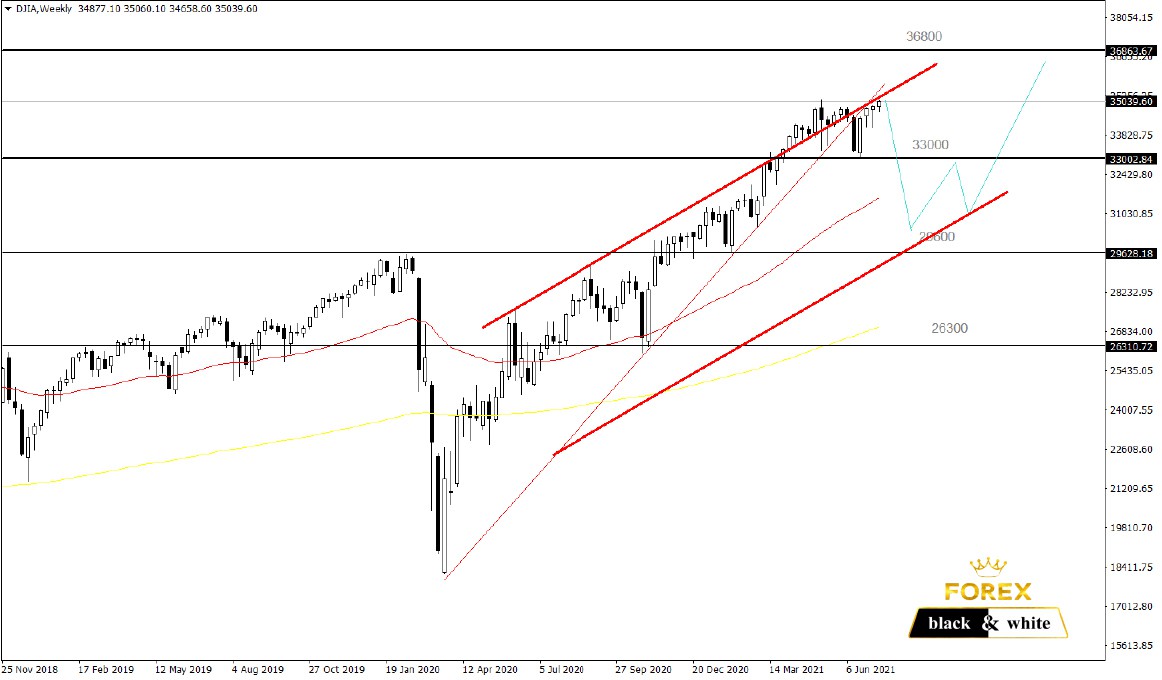 DJIA,Weekly 34877.10 35060.10 34658.60 35039.60
38054.15
36800
36863.67
35039.60
33828.75
33000
33002.84
32429.80
31030.85
29628.18
28232.95
26300
26834.00
26310.72
25435.05
24007.55
22608.60
21209.65
19810.70
18411.75
17012.80
15613.85
FOREX
black & white
25 Nov 2018
17 Feb 2019
12 May 2019
4 Aug 2019
27 Oct 2019
19 Jan 2020
12 Apr 2020
5 Jul 2020
27 Sep 2020
20 Dec 2020
14 Mar 2021
6 Jun 2021